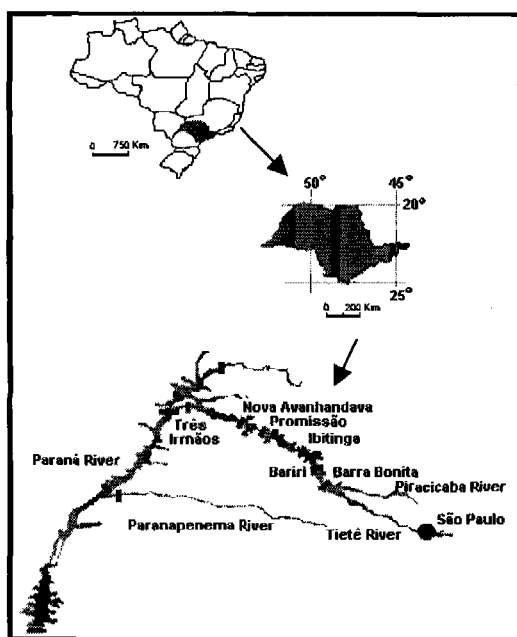 0 750 Km
50° 45°
20°
25°
0 200 Km
Nova Avanhandava
Promissão
Ibitinga
Três
Irmãos
Bariri
Barra Bonita
Paraná River
Piracicaba River
Paranapenema River
São Paulo
Tietê River